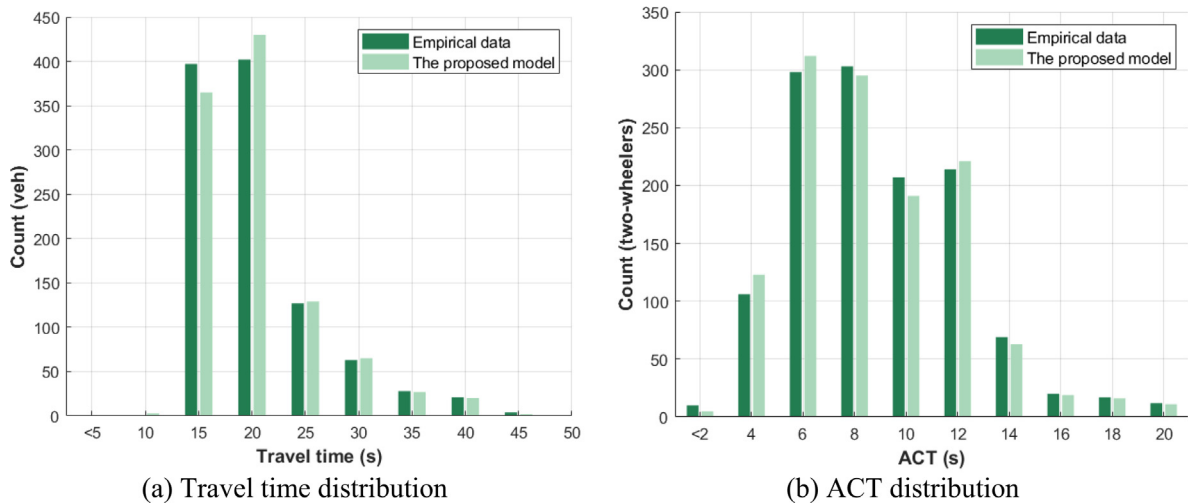 450
400
350
300
250
200
150
100
50
0
Count (veh)
Empirical data
The proposed model
<5 10 15 20 25 30 35 40 45 50
Travel time (s)
(a) Travel time distribution
350
300
250
200
150
100
50
0
Count (two-wheelers)
Empirical data
The proposed model
<2 4 6 8 10 12 14 16 18 20
ACT (s)
(b) ACT distribution